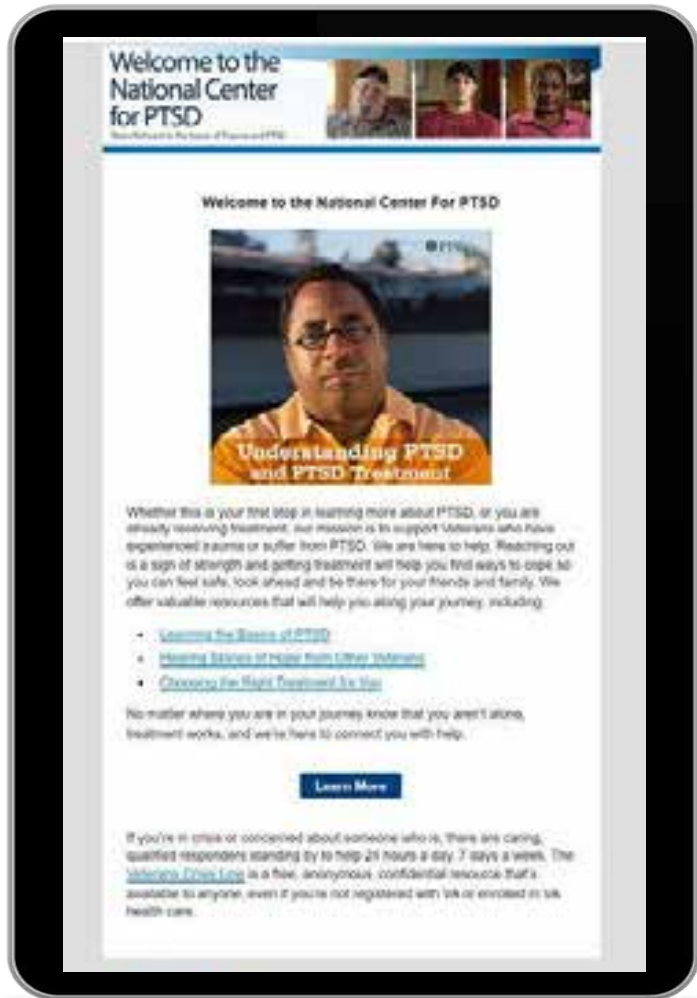 Welcome to the
National Center
for PTSD
Welcome to the National Center For PTSD
Understanding PTSD
and PTSD Treatment
Whether this is your first stop in learning more about PTSD, or you are
already receiving treatment, our mission is to support Veterans who have
experienced trauma or suffer from PTSD. We are here to help. Reaching out
is a sign of strength and getting treatment will help you find ways to cope so
you can feel safe, look ahead and be there for your friends and family. We
offer valuable resources that will help you along your journey, including:
Learning the Basics of PTSD
Hearing Stories of Hope from Other Veterans
Choosing the Right Treatment for You
No matter where you are in your journey know that you aren't alone,
treatment works, and we're here to connect you with help.
Learn More
If you're in crisis or concerned about someone who is, there are caring,
qualified responders standing by to help 24 hours a day, 7 days a week. The
Veterans Crisis Line is a free, anonymous, confidential resource that's
available to anyone, even if you're not registered with VA or enrolled in VA
health care.